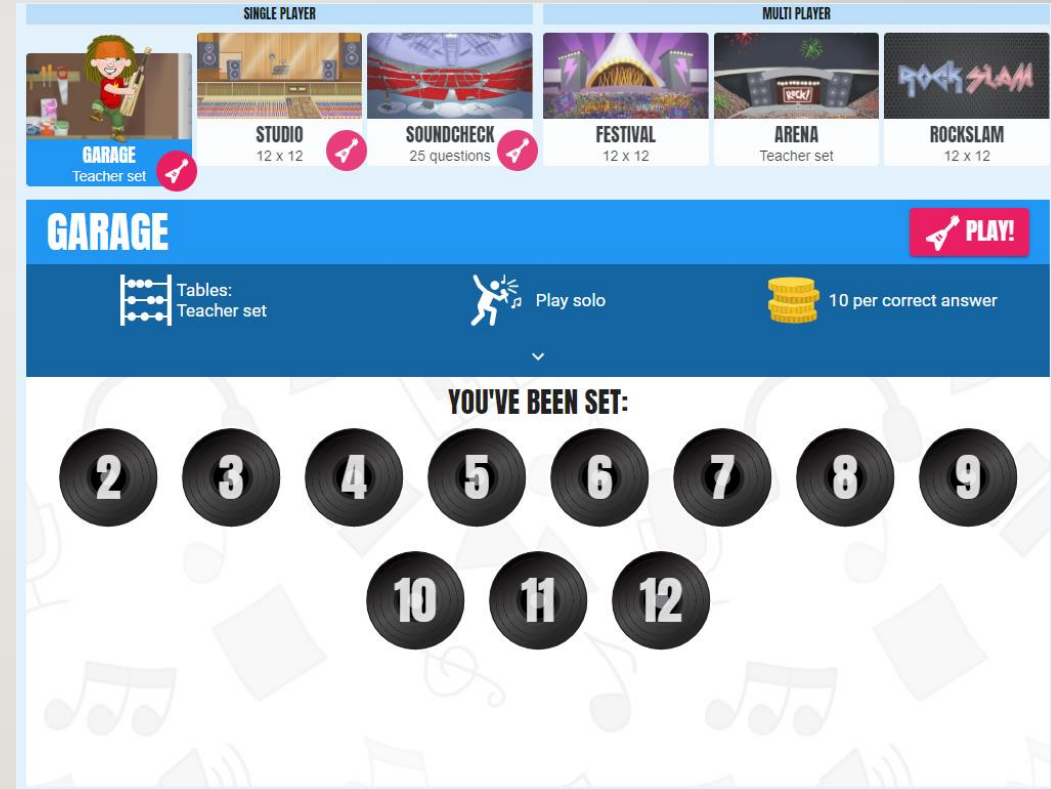 SINGLE PLAYER
MULTI PLAYER
GARAGE
Teacher set
STUDIO
12 x 12
SOUNDCHECK
25 questions
FESTIVAL
12 x 12
ROCK!
ARENA
Teacher set
ROCK SLAM
ROCKSLAM
12 x 12
GARAGE
PLAY!
Tables:
Teacher set
Play solo
10 per correct answer
YOU'VE BEEN SET:
2 3 4 5 6 7 8 9
10 11 12